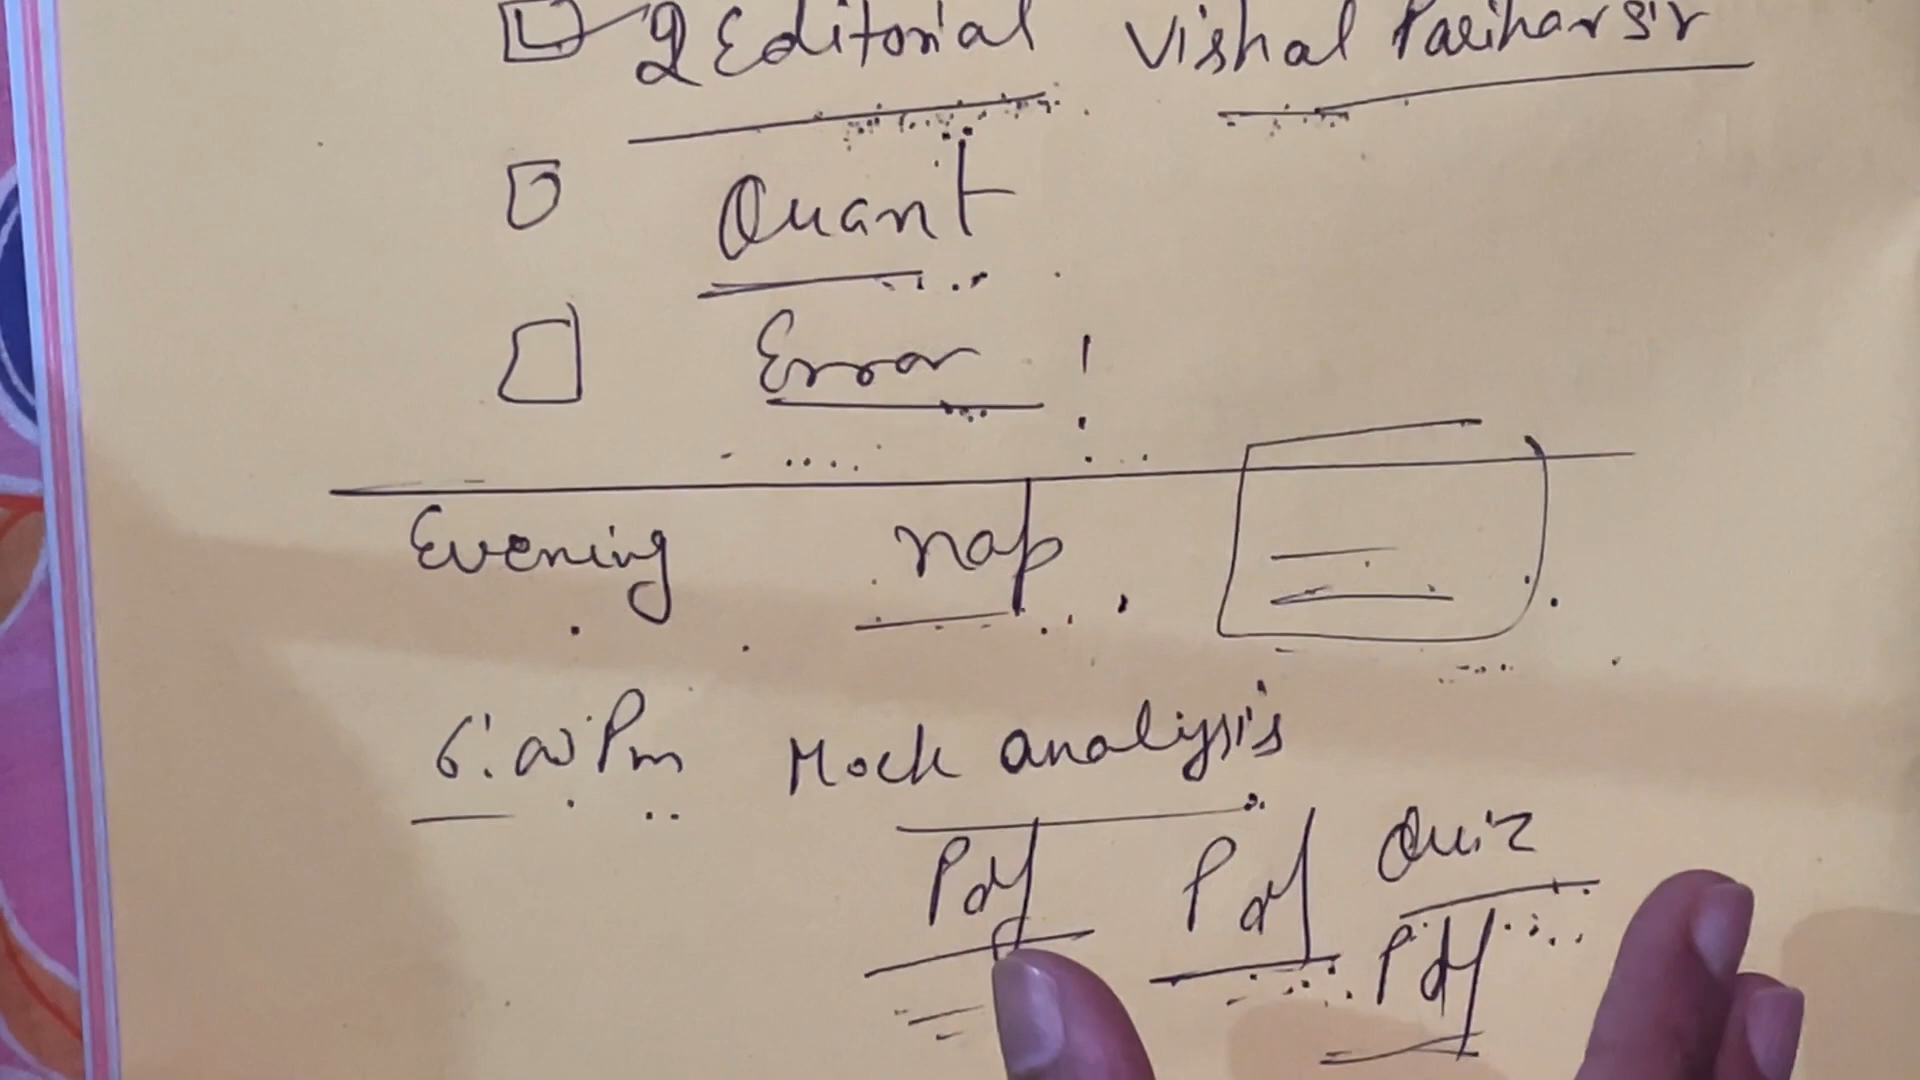 2 Editorial Vishal Parihar Sir
Quant
Error !
Evening nap
6:00 Pm Mock analysis
Pdf Pdf Quiz
Pdf